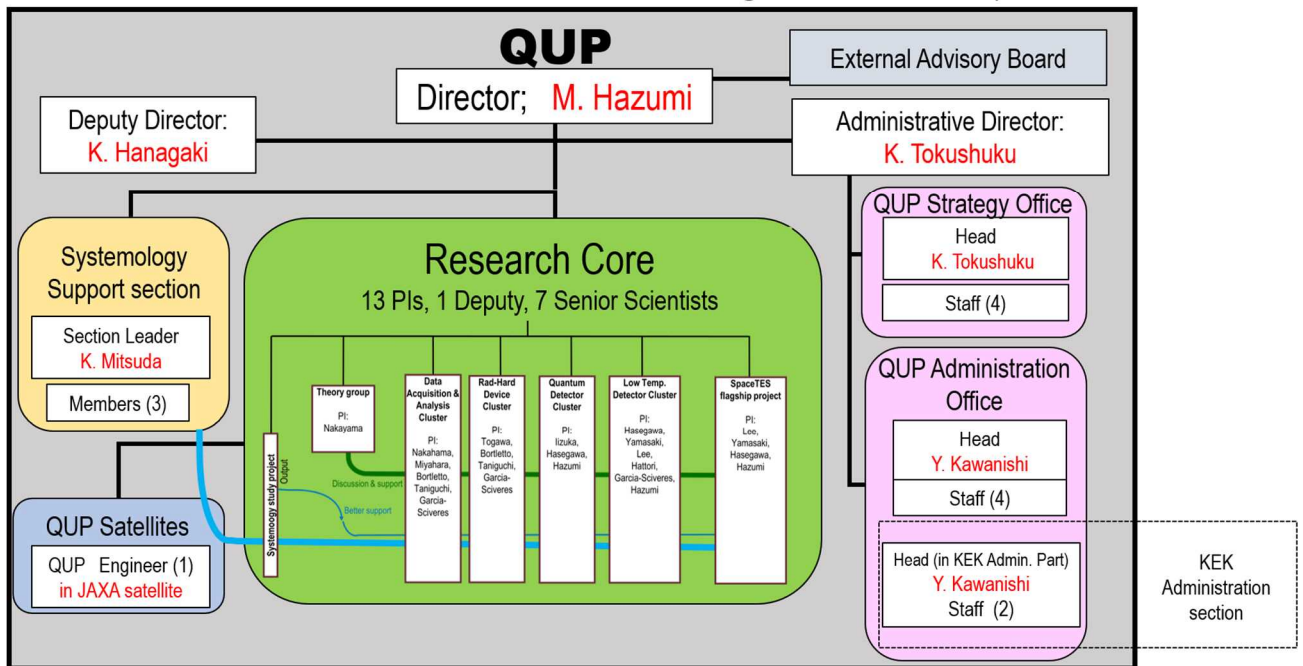 QUP
Director; M. Hazumi
External Advisory Board
Deputy Director:
K. Hanagaki
Administrative Director:
K. Tokushuku
Systemology
Support section
Section Leader
K. Mitsuda
Members (3)
QUP Satellites
QUP Engineer (1)
in JAXA satellite
Research Core
13 PIs, 1 Deputy, 7 Senior Scientists
Systemoogy study project
Output
Theory group
PI:
Nakayama
Discussion & support
Better support
Data
Acquisition &
Analysis
Cluster
PI:
Nakahama,
Miyahara,
Bortletto,
Taniguchi,
Garcia-
Sciveres
Rad-Hard
Device
Cluster
PI:
Togawa,
Bortletto,
Taniguchi,
Garcia-
Sciveres
Quantum
Detector
Cluster
PI:
Iizuka,
Hasegawa,
Hazumi
Low Temp.
Detector Cluster
PI:
Hasegawa,
Yamasaki,
Lee,
Hattori,
Garcia-Sciveres,
Hazumi
SpaceTES
flagship project
PI:
Lee,
Yamasaki,
Hasegawa,
Hazumi
QUP Strategy Office
Head
K. Tokushuku
Staff (4)
QUP Administration
Office
Head
Y. Kawanishi
Staff (4)
Head (in KEK Admin. Part)
Y. Kawanishi
Staff (2)
KEK
Administration
section